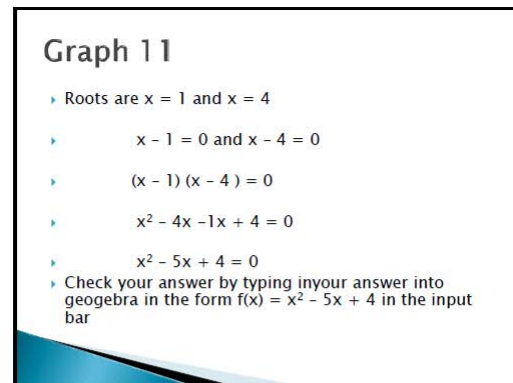 Graph 11
Roots are x = 1 and x = 4
x – 1 = 0 and x – 4 = 0
(x – 1) (x – 4 ) = 0
x² – 4x –1x + 4 = 0
x² – 5x + 4 = 0
Check your answer by typing inyour answer into
geogebra in the form f(x) = x² – 5x + 4 in the input
bar